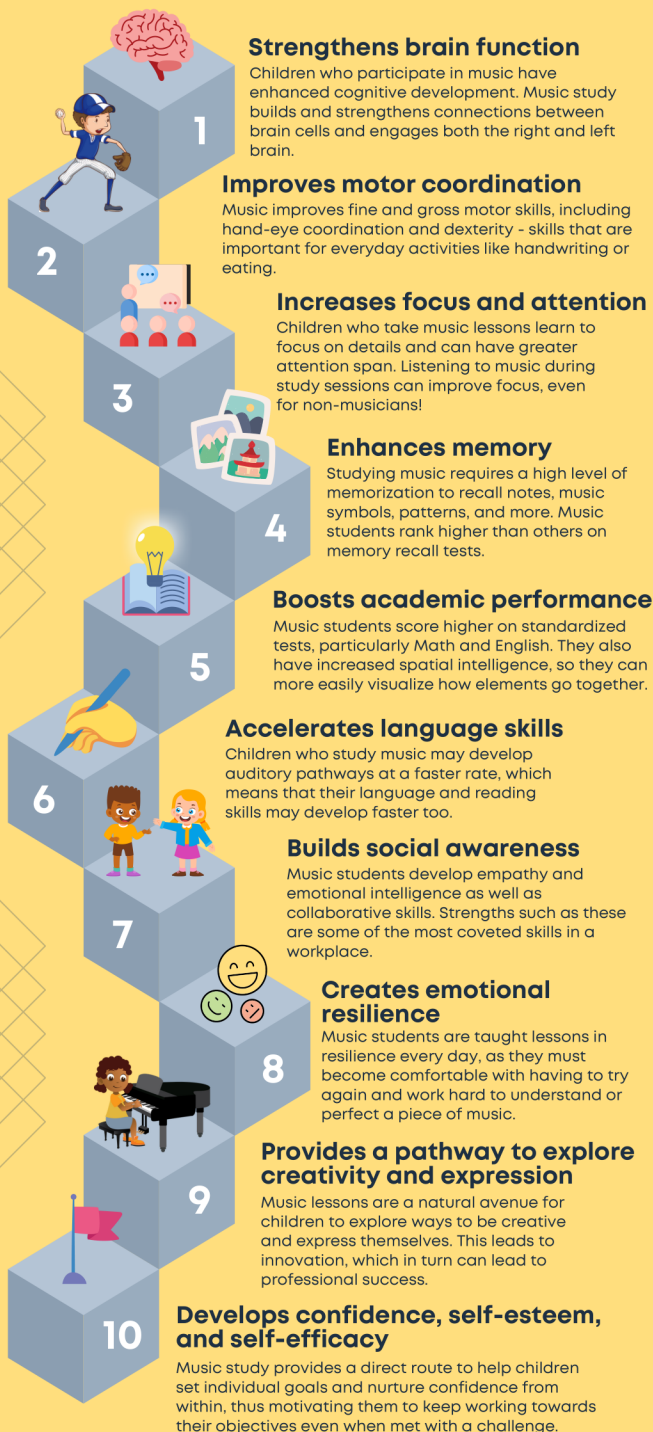 Strengthens brain function
Children who participate in music have
enhanced cognitive development. Music study
builds and strengthens connections between
brain cells and engages both the right and left
brain.
1
Improves motor coordination
Music improves fine and gross motor skills, including
hand-eye coordination and dexterity - skills that are
important for everyday activities like handwriting or
eating.
2
Increases focus and attention
Children who take music lessons learn to
focus on details and can have greater
attention span. Listening to music during
study sessions can improve focus, even
for non-musicians!
3
Enhances memory
Studying music requires a high level of
memorization to recall notes, music
symbols, patterns, and more. Music
students rank higher than others on
memory recall tests.
4
Boosts academic performance
Music students score higher on standardized
tests, particularly Math and English. They also
have increased spatial intelligence, so they can
more easily visualize how elements go together.
5
Accelerates language skills
Children who study music may develop
auditory pathways at a faster rate, which
means that their language and reading
skills may develop faster too.
6
Builds social awareness
Music students develop empathy and
emotional intelligence as well as
collaborative skills. Strengths such as these
are some of the most coveted skills in a
workplace.
7
Creates emotional
resilience
Music students are taught lessons in
resilience every day, as they must
become comfortable with having to try
again and work hard to understand or
perfect a piece of music.
8
Provides a pathway to explore
creativity and expression
Music lessons are a natural avenue for
children to explore ways to be creative
and express themselves. This leads to
innovation, which in turn can lead to
professional success.
9
Develops confidence, self-esteem,
and self-efficacy
Music study provides a direct route to help children
set individual goals and nurture confidence from
within, thus motivating them to keep working towards
their objectives even when met with a challenge.
10